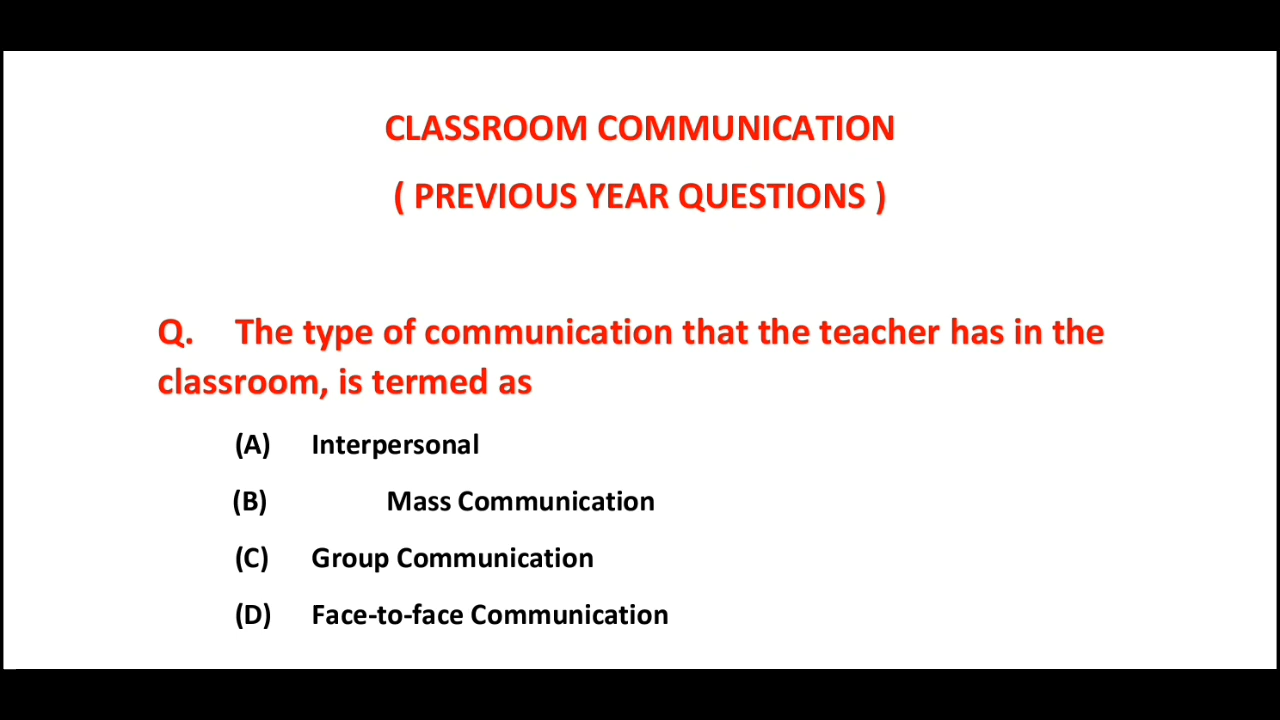 CLASSROOM COMMUNICATION
( PREVIOUS YEAR QUESTIONS )
Q. The type of communication that the teacher has in the
classroom, is termed as
(A) Interpersonal
(B) Mass Communication
(C) Group Communication
(D) Face-to-face Communication